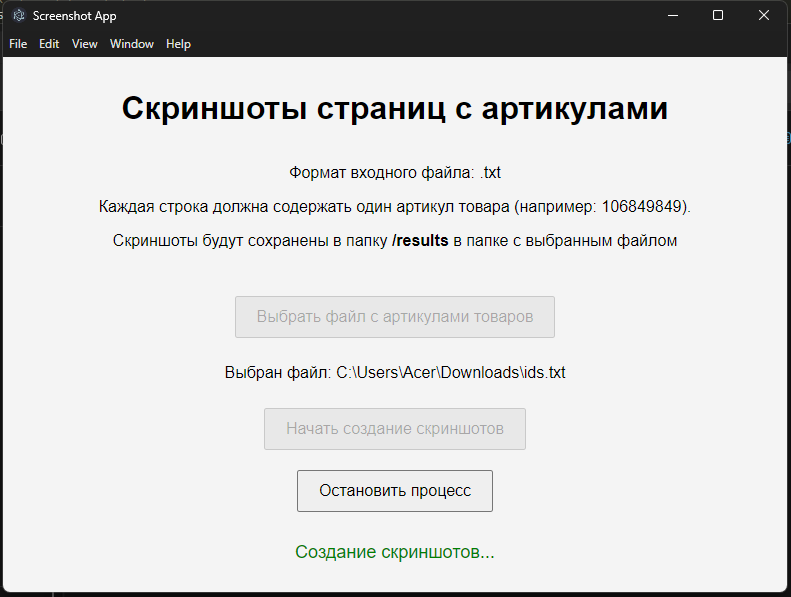 Screenshot App
File Edit View Window Help
Скриншоты страниц с артикулами
Формат входного файла: .txt
Каждая строка должна содержать один артикул товара (например: 106849849).
Скриншоты будут сохранены в папку /results в папке с выбранным файлом
Выбрать файл с артикулами товаров
Выбран файл: C:\Users\Acer\Downloads\ids.txt
Начать создание скриншотов
Остановить процесс
Создание скриншотов...